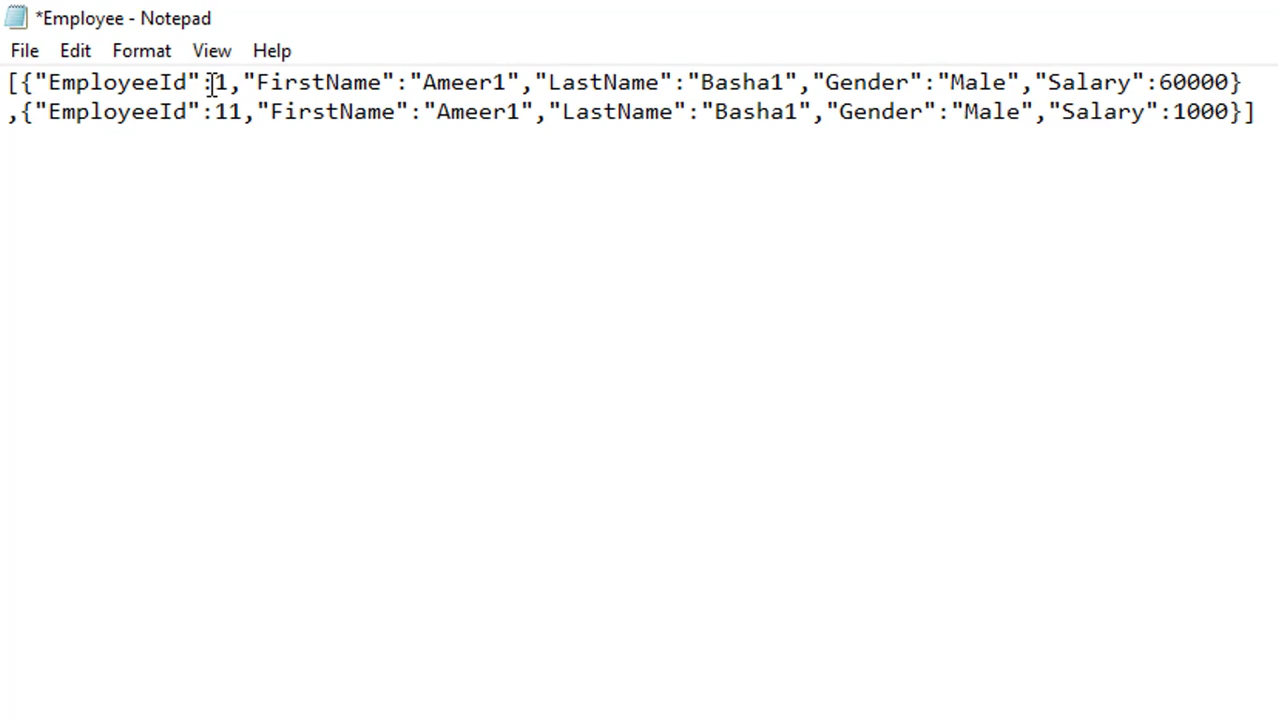 *Employee - Notepad
File Edit Format View Help
[{"EmployeeId":1,"FirstName":"Ameer1","LastName":"Basha1","Gender":"Male","Salary":60000}
,{"EmployeeId":11,"FirstName":"Ameer1","LastName":"Basha1","Gender":"Male","Salary":1000}]